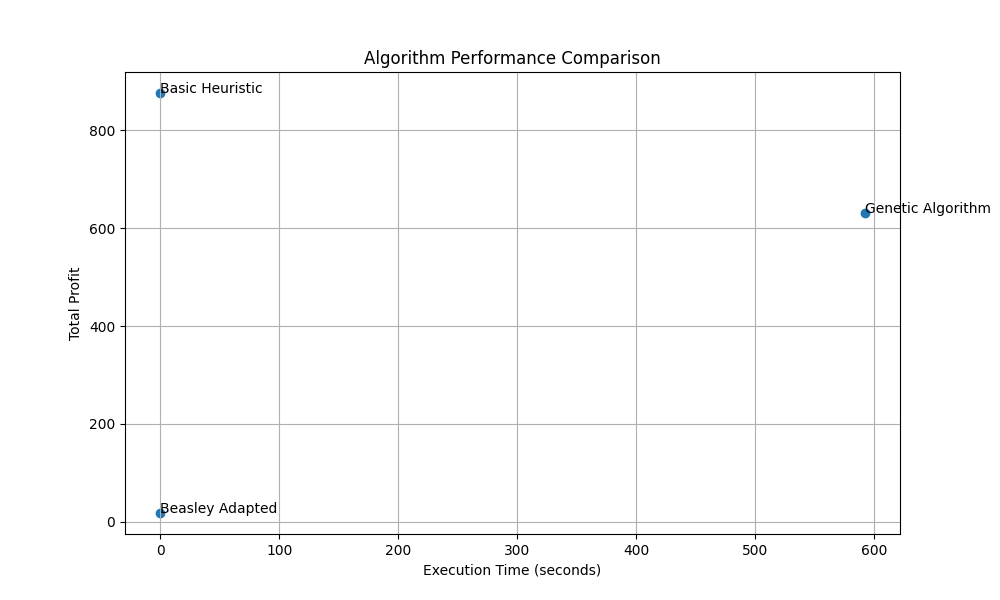 Algorithm Performance Comparison
Basic Heuristic
Genetic Algorithm
Beasley Adapted
800
600
400
200
0
Total Profit
0 100 200 300 400 500 600
Execution Time (seconds)